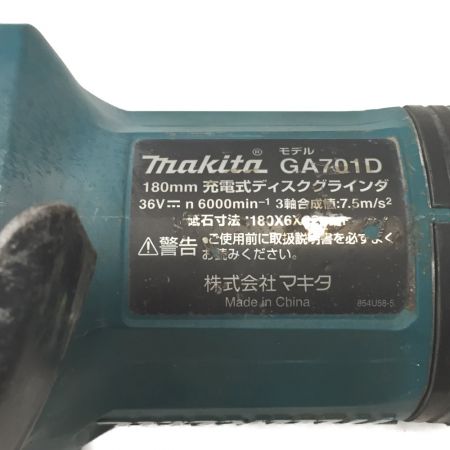 モデル
makita® GA701D
180mm 充電式ディスクグラインダ
36V⎓ n 6000min⁻¹ 3軸合成値:7.5m/s²
砥石寸法:180X6X
⚠警告 ・ご使用前に取扱説明書を必ずよく
お読みください。
株式会社 マキタ
Made in China 854U58-5